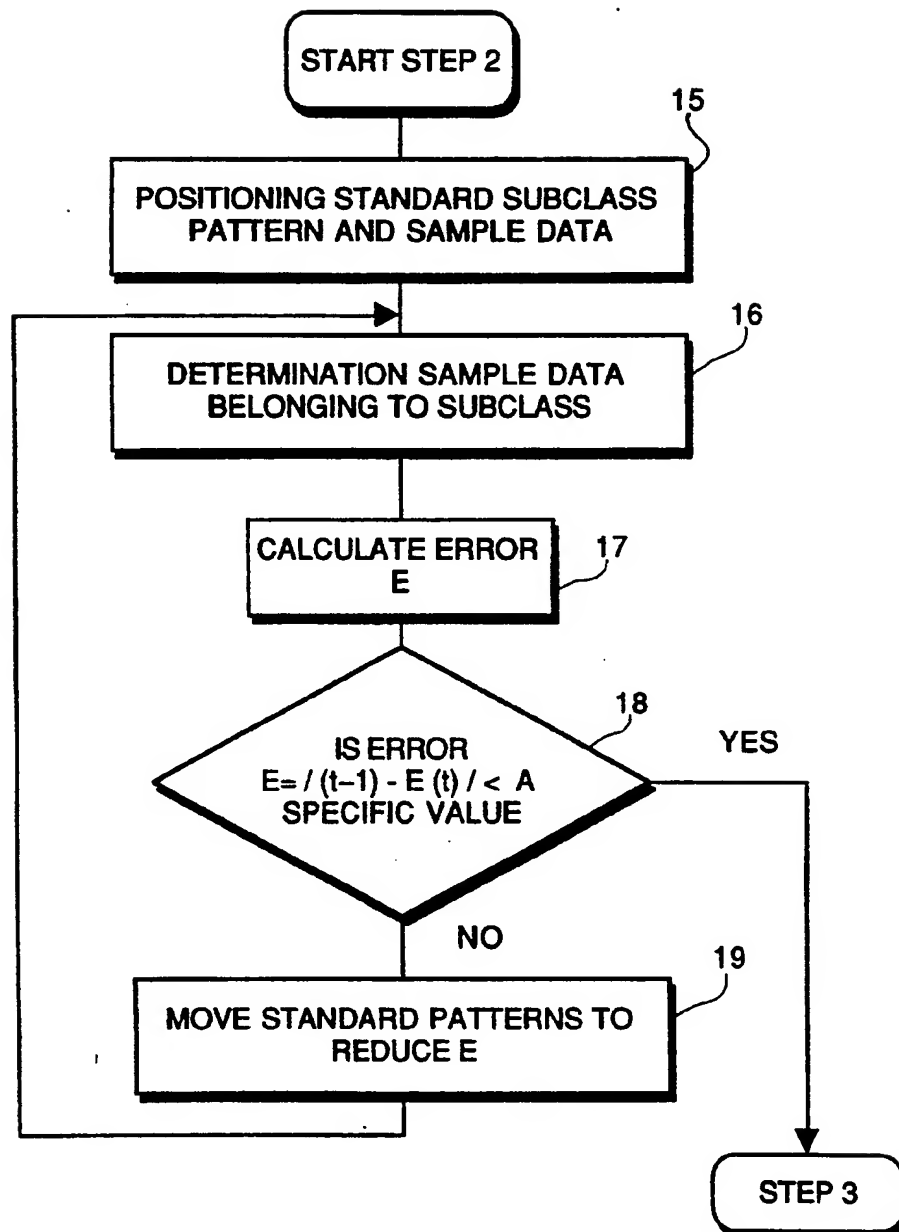 START STEP 2
15
POSITIONING STANDARD SUBCLASS
PATTERN AND SAMPLE DATA
16
DETERMINATION SAMPLE DATA
BELONGING TO SUBCLASS
CALCULATE ERROR
E
17
18
IS ERROR
E= / (t-1) - E (t) / < A
SPECIFIC VALUE
YES
NO
19
MOVE STANDARD PATTERNS TO
REDUCE E
STEP 3